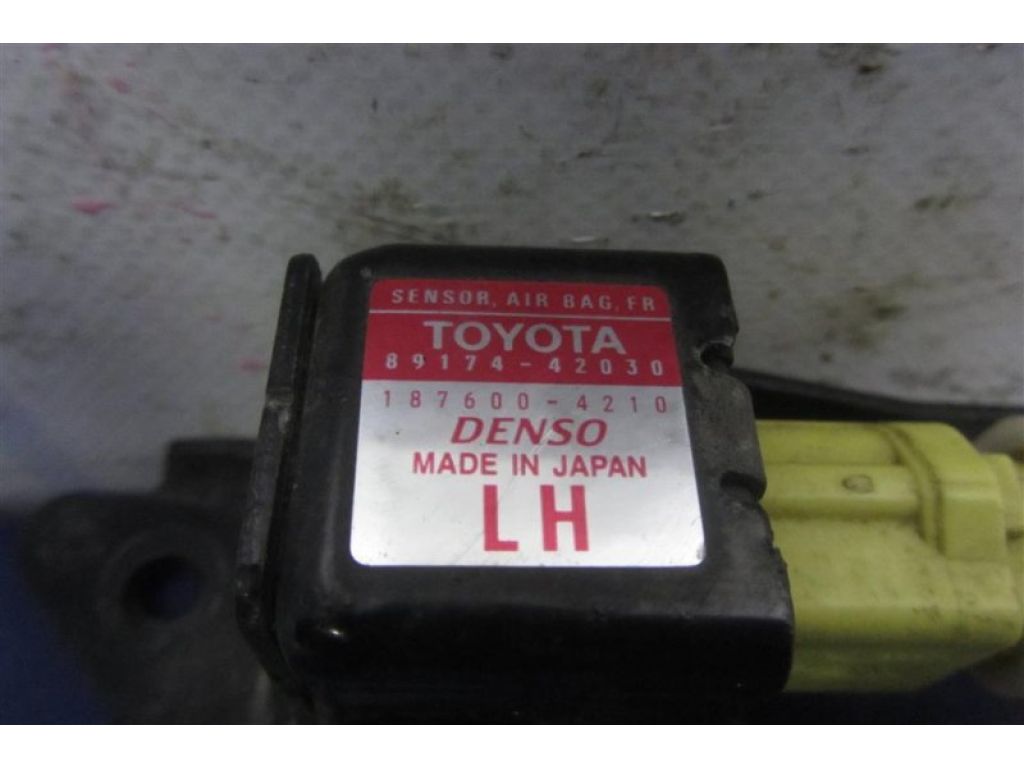 SENSOR, AIR BAG, FR
TOYOTA
89174-42030
187600-4210
DENSO
MADE IN JAPAN
LH